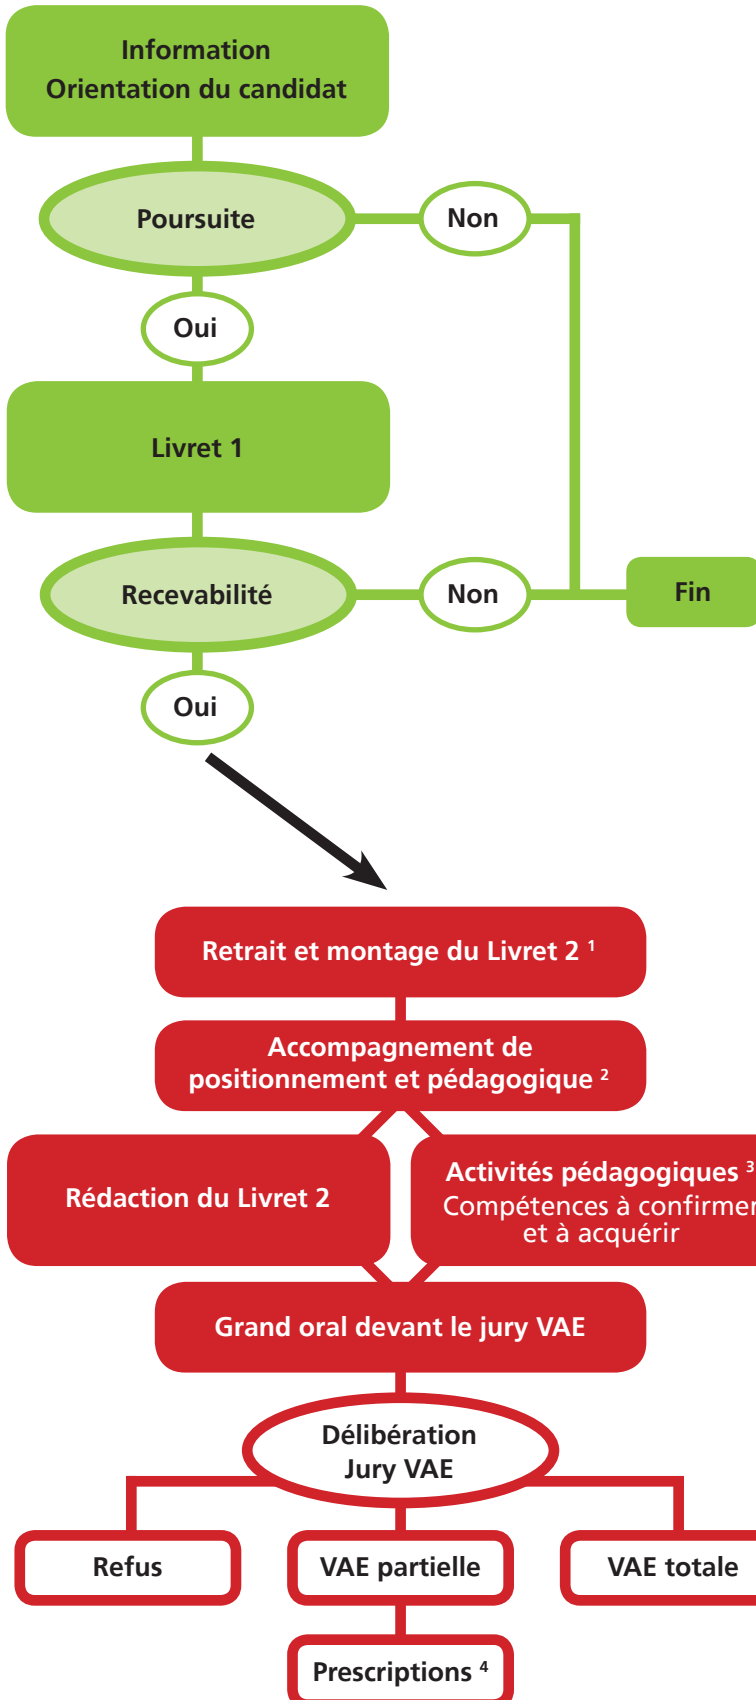 Information
Orientation du candidat
Poursuite
Non
Oui
Livret 1
Recevabilité
Non
Fin
Oui
Retrait et montage du Livret 2 ¹
Accompagnement de
positionnement et pédagogique ²
Rédaction du Livret 2
Activités pédagogiques ³
Compétences à confirmer
et à acquérir
Grand oral devant le jury VAE
Délibération
Jury VAE
Refus
VAE partielle
VAE totale
Prescriptions ⁴